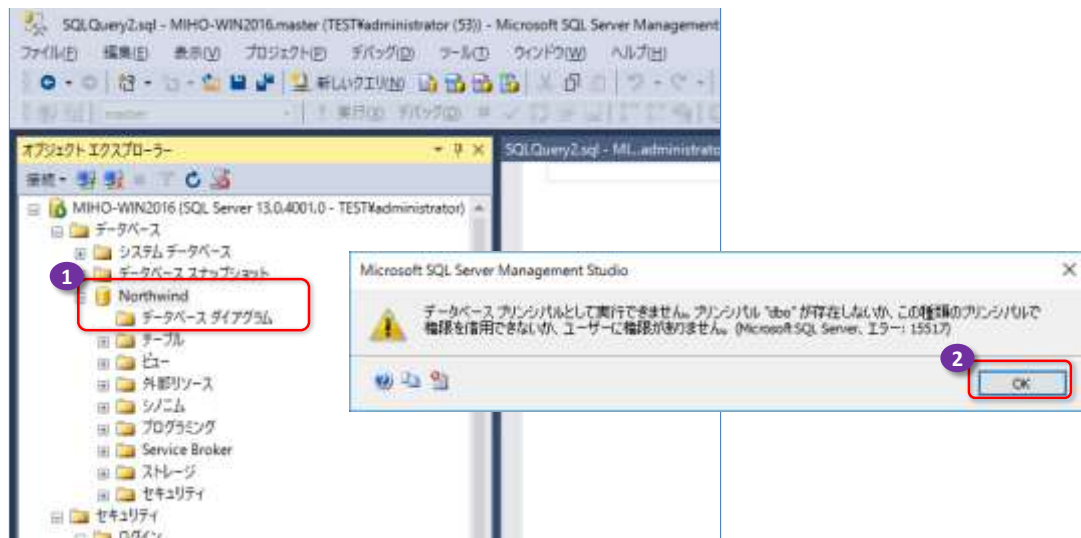 SQLQuery2.sql - MIHO-WIN2016.master (TEST¥administrator (53)) - Microsoft SQL Server Management
ファイル(F) 編集(E) 表示(V) プロジェクト(P) デバッグ(D) ツール(T) ウィンドウ(W) ヘルプ(H)
新しいクエリ(N)
master 実行(X) デバッグ(D)
オブジェクト エクスプローラー
SQLQuery2.sql - MI...administrato
接続
MIHO-WIN2016 (SQL Server 13.0.4001.0 - TEST¥administrator)
データベース
システム データベース
データベース スナップショット
1
Northwind
データベース ダイアグラム
テーブル
ビュー
外部リソース
シノニム
プログラミング
Service Broker
ストレージ
セキュリティ
セキュリティ
ログイン
Microsoft SQL Server Management Studio
データベース プリンシパルとして実行できません。プリンシパル "dbo" が存在しないか、この種類のプリンシパルで
権限を借用できないか、ユーザーに権限がありません。 (Microsoft SQL Server、エラー: 15517)
2
OK